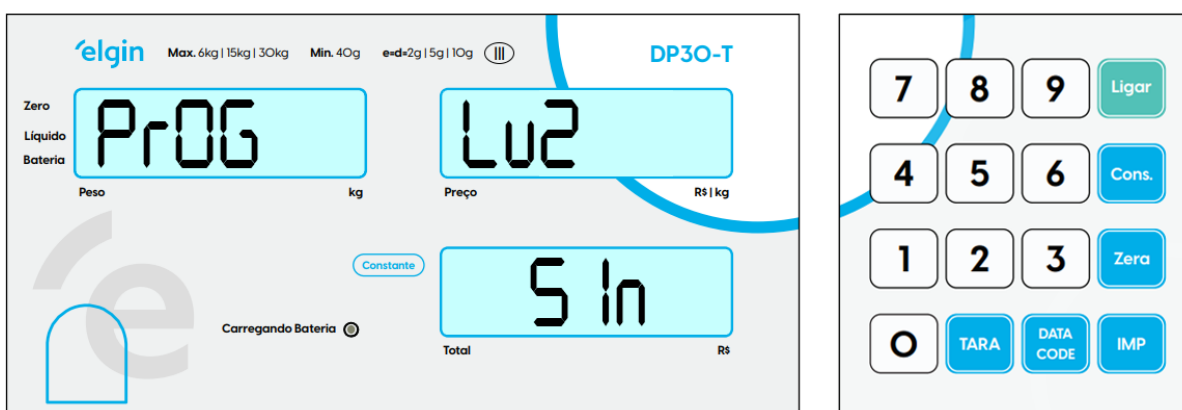 elgin Max. 6kg | 15kg | 30kg Min. 40g e=d=2g | 5g | 10g III DP30-T
Zero
Líquido
Bateria
PrOG
Lu2
Peso kg
Preço R$ | kg
Constante
S In
Carregando Bateria
Total R$
7 8 9 Ligar
4 5 6 Cons.
1 2 3 Zera
0 TARA DATA CODE IMP